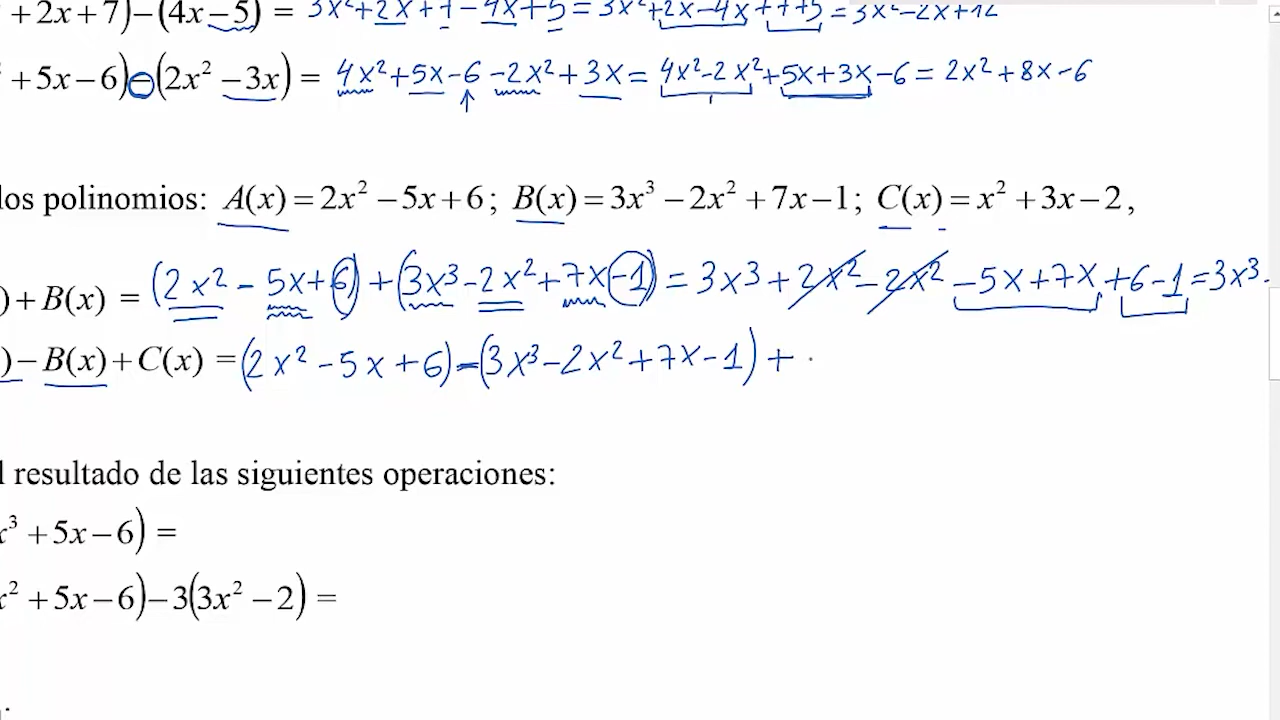 +2x+7)−(4x−5) = 3x²+2x+7−4x+5=3x²+2x−4x+7+5=3x²−2x+12
+5x−6)−(2x²−3x) = 4x²+5x−6−2x²+3x=4x²−2x²+5x+3x−6=2x²+8x−6
los polinomios: A(x)=2x²−5x+6; B(x)=3x³−2x²+7x−1; C(x)=x²+3x−2,
)+B(x) = (2x²−5x+6)+(3x³−2x²+7x−1)=3x³+2x²−2x²−5x+7x+6−1=3x³
)−B(x)+C(x) =(2x²−5x+6)−(3x³−2x²+7x−1)+
l resultado de las siguientes operaciones:
x³+5x−6) =
x²+5x−6)−3(3x²−2) =